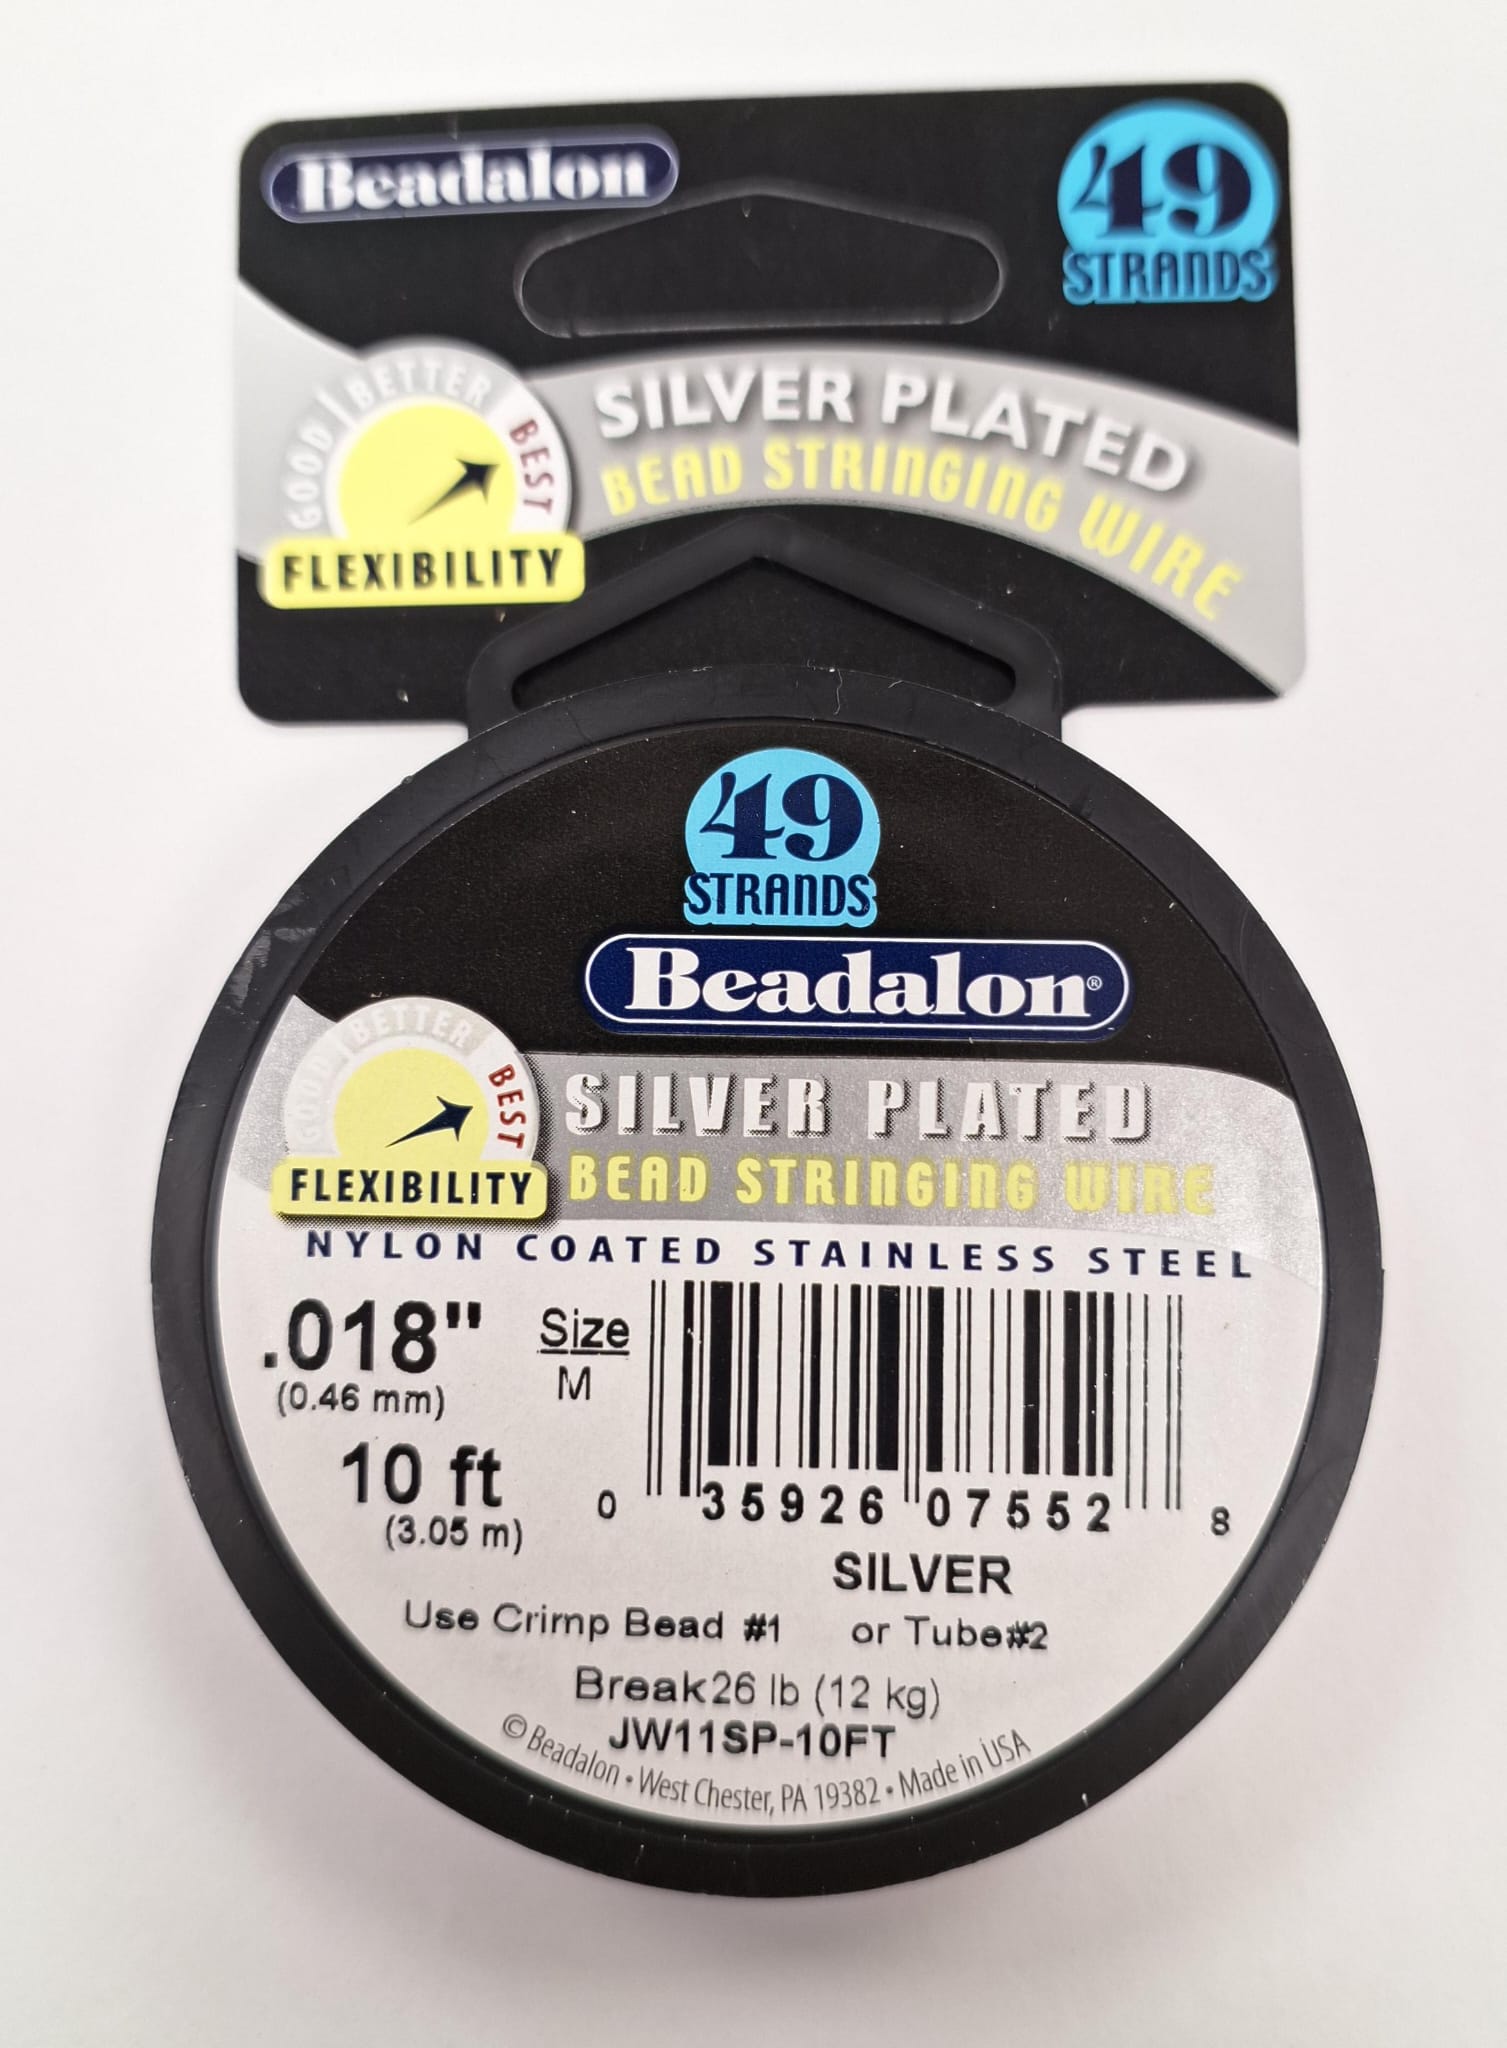 Beadalon
49
STRANDS
GOOD BETTER BEST
FLEXIBILITY
SILVER PLATED
BEAD STRINGING WIRE
49
STRANDS
Beadalon®
GOOD BETTER BEST
FLEXIBILITY
SILVER PLATED
BEAD STRINGING WIRE
NYLON COATED STAINLESS STEEL
.018"
(0.46 mm)
Size
M
10 ft
(3.05 m)
0 35926 07552 8
SILVER
Use Crimp Bead #1 or Tube#2
Break 26 lb (12 kg)
JW11SP-10FT
© Beadalon • West Chester, PA 19382 • Made in USA